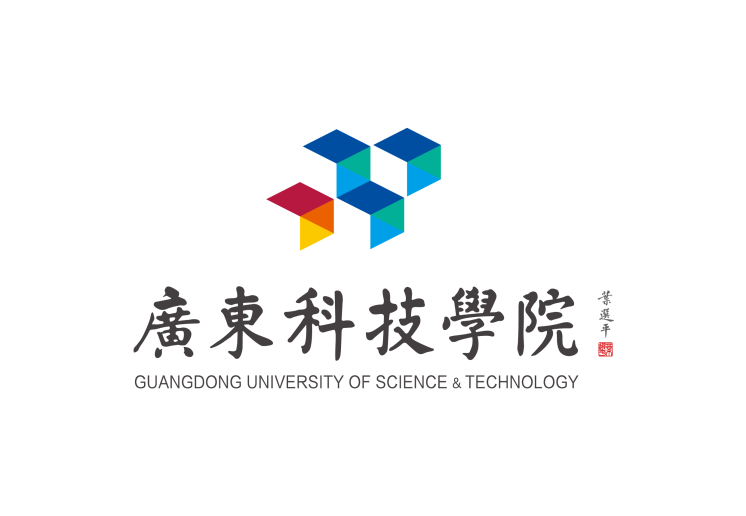 廣東科技學院
葉選平
GUANGDONG UNIVERSITY OF SCIENCE & TECHNOLOGY